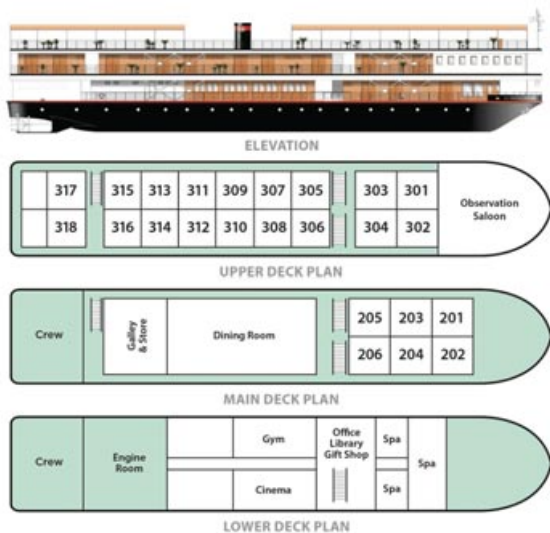 ELEVATION
317 315 313 311 309 307 305 303 301
Observation
Saloon
318 316 314 312 310 308 306 304 302
UPPER DECK PLAN
Crew
Galley
& Store
Dining Room
205 203 201
206 204 202
MAIN DECK PLAN
Crew
Engine
Room
Gym
Cinema
Office
Library
Gift Shop
Spa
Spa
Spa
LOWER DECK PLAN